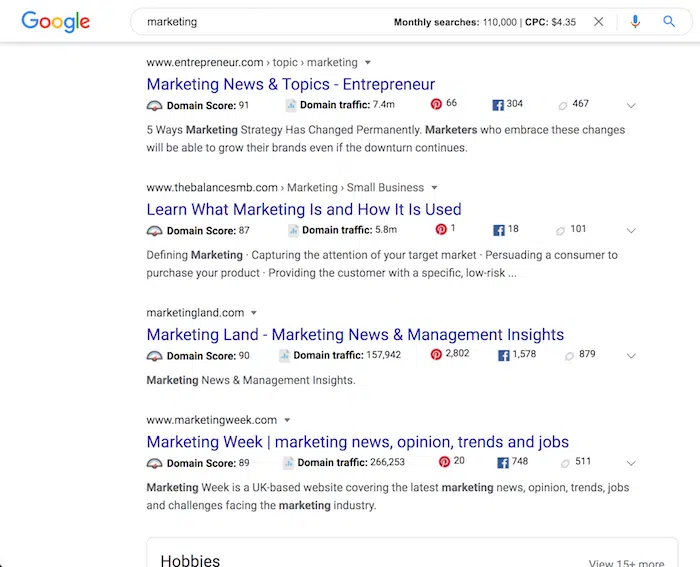 Google
marketing Monthly searches: 110,000 | CPC: $4.35
www.entrepreneur.com › topic › marketing
Marketing News & Topics - Entrepreneur
Domain Score: 91 Domain traffic: 7.4m 66 304 467
5 Ways Marketing Strategy Has Changed Permanently. Marketers who embrace these changes
will be able to grow their brands even if the downturn continues.
www.thebalancesmb.com › Marketing › Small Business
Learn What Marketing Is and How It Is Used
Domain Score: 87 Domain traffic: 5.8m 1 18 101
Defining Marketing · Capturing the attention of your target market · Persuading a consumer to
purchase your product · Providing the customer with a specific, low-risk ...
marketingland.com
Marketing Land - Marketing News & Management Insights
Domain Score: 90 Domain traffic: 157,942 2,802 1,578 879
Marketing News & Management Insights.
www.marketingweek.com
Marketing Week | marketing news, opinion, trends and jobs
Domain Score: 89 Domain traffic: 266,253 20 748 511
Marketing Week is a UK-based website covering the latest marketing news, opinion, trends, jobs
and challenges facing the marketing industry.
Hobbies View 15+ more